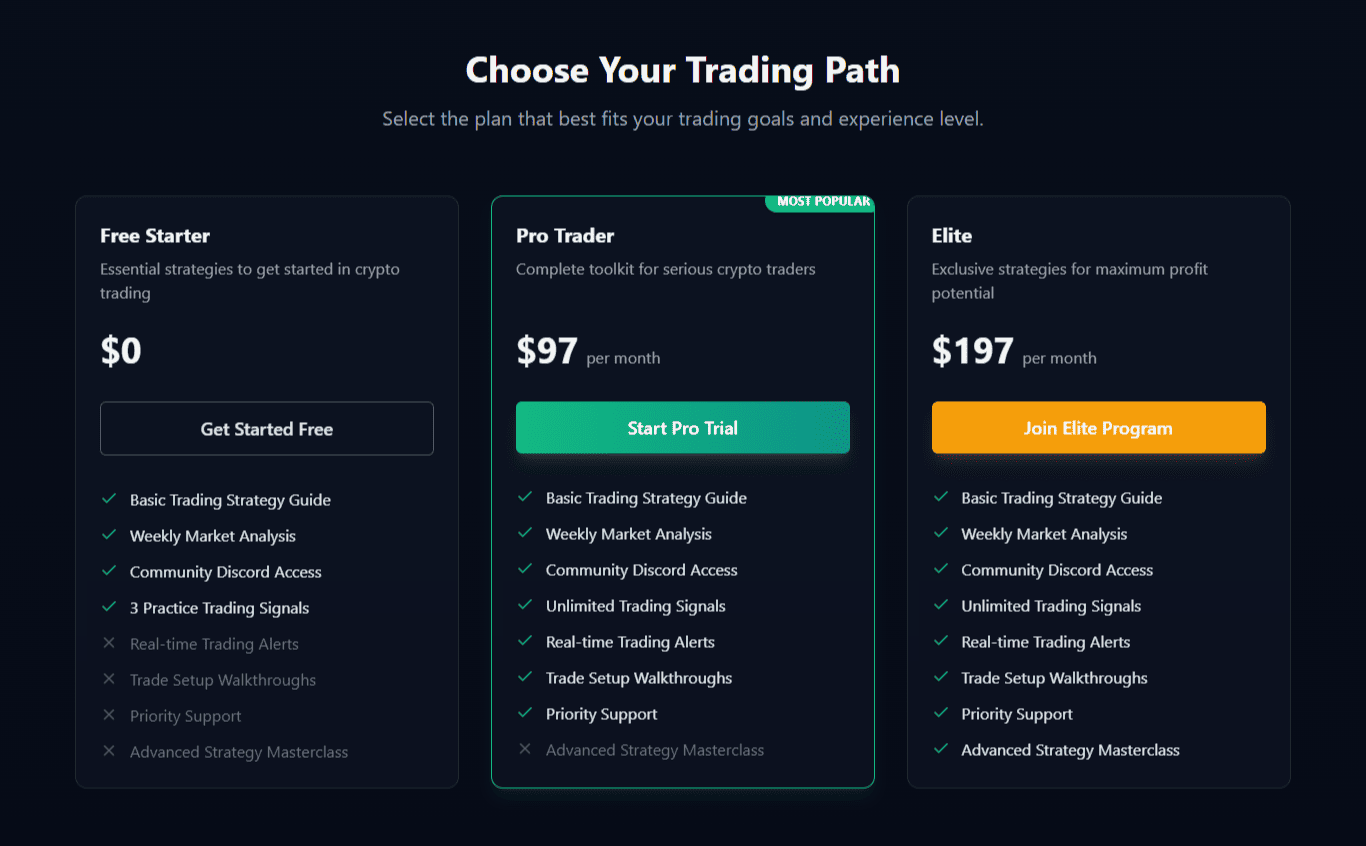 Choose Your Trading Path
Select the plan that best fits your trading goals and experience level.
Free Starter
Essential strategies to get started in crypto
trading
$0
Get Started Free
Basic Trading Strategy Guide
Weekly Market Analysis
Community Discord Access
3 Practice Trading Signals
Real-time Trading Alerts
Trade Setup Walkthroughs
Priority Support
Advanced Strategy Masterclass
MOST POPULAR
Pro Trader
Complete toolkit for serious crypto traders
$97 per month
Start Pro Trial
Basic Trading Strategy Guide
Weekly Market Analysis
Community Discord Access
Unlimited Trading Signals
Real-time Trading Alerts
Trade Setup Walkthroughs
Priority Support
Advanced Strategy Masterclass
Elite
Exclusive strategies for maximum profit
potential
$197 per month
Join Elite Program
Basic Trading Strategy Guide
Weekly Market Analysis
Community Discord Access
Unlimited Trading Signals
Real-time Trading Alerts
Trade Setup Walkthroughs
Priority Support
Advanced Strategy Masterclass